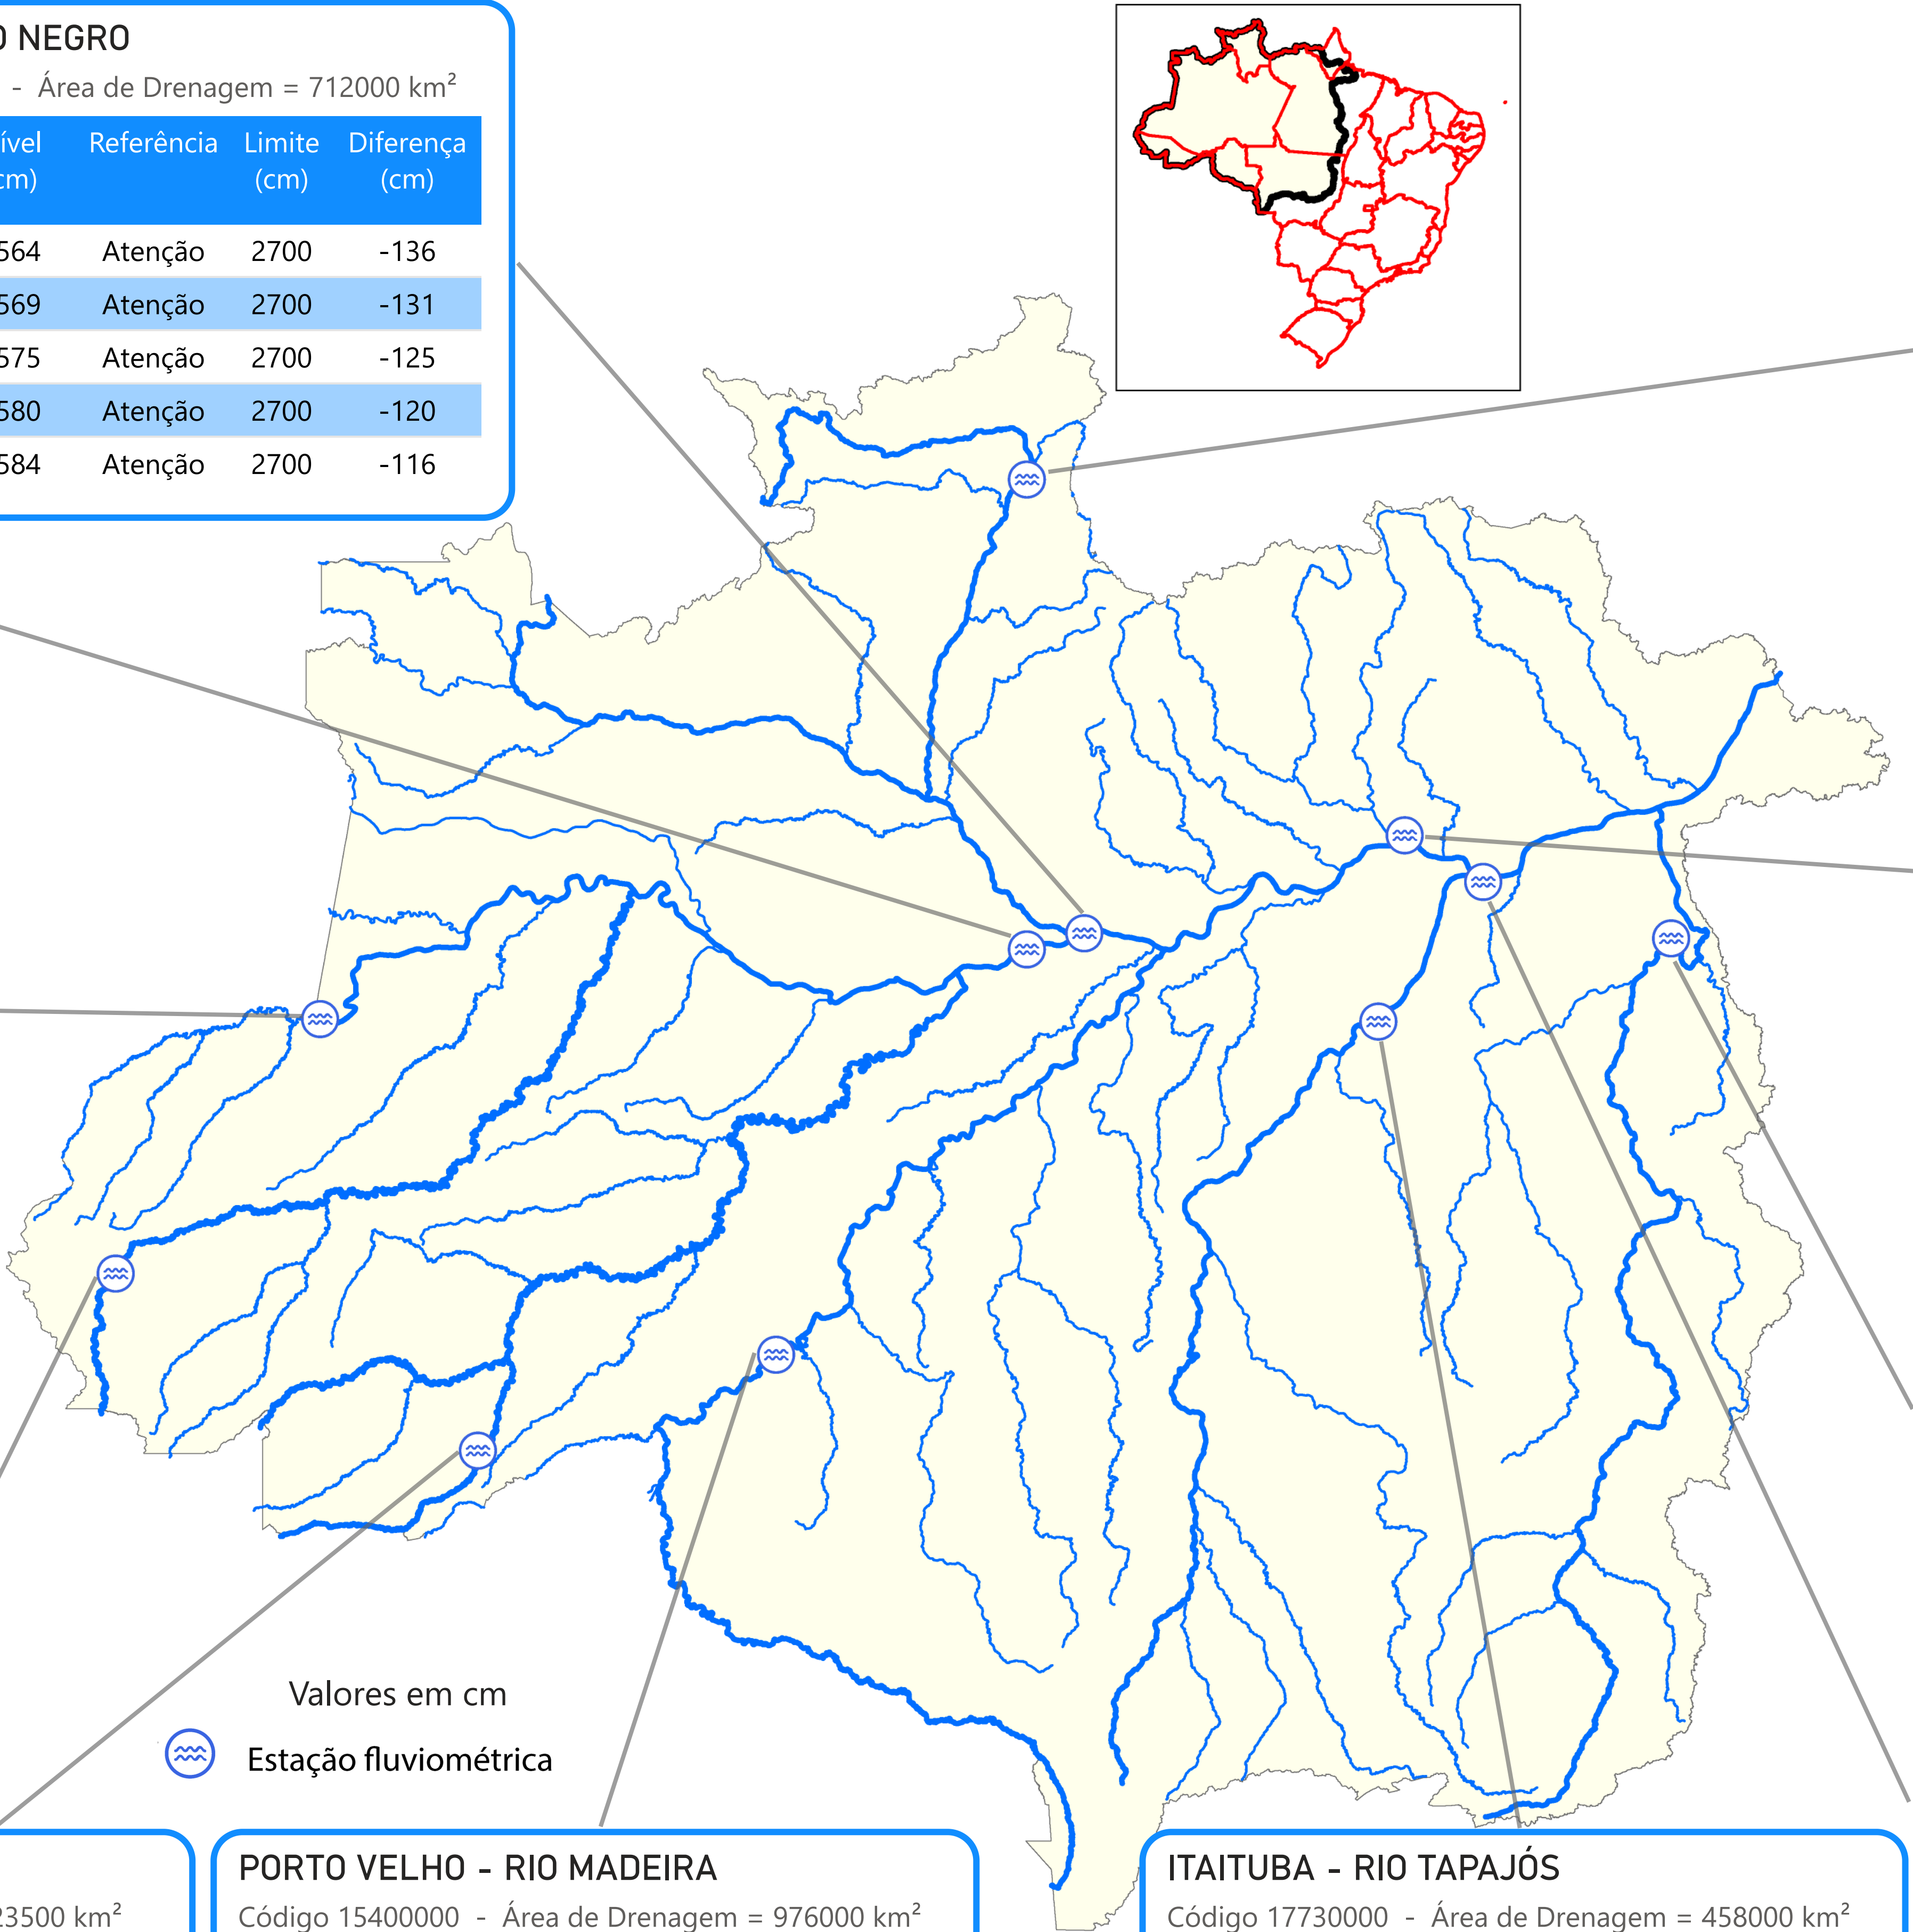 NEGRO
- Área de Drenagem = 712000 km²
Referência Limite Diferença
(cm) (cm)
564 Atenção 2700 -136
569 Atenção 2700 -131
575 Atenção 2700 -125
580 Atenção 2700 -120
584 Atenção 2700 -116
Valores em cm
Estação fluviométrica
23500 km²
PORTO VELHO - RIO MADEIRA
Código 15400000 - Área de Drenagem = 976000 km²
ITAITUBA - RIO TAPAJÓS
Código 17730000 - Área de Drenagem = 458000 km²